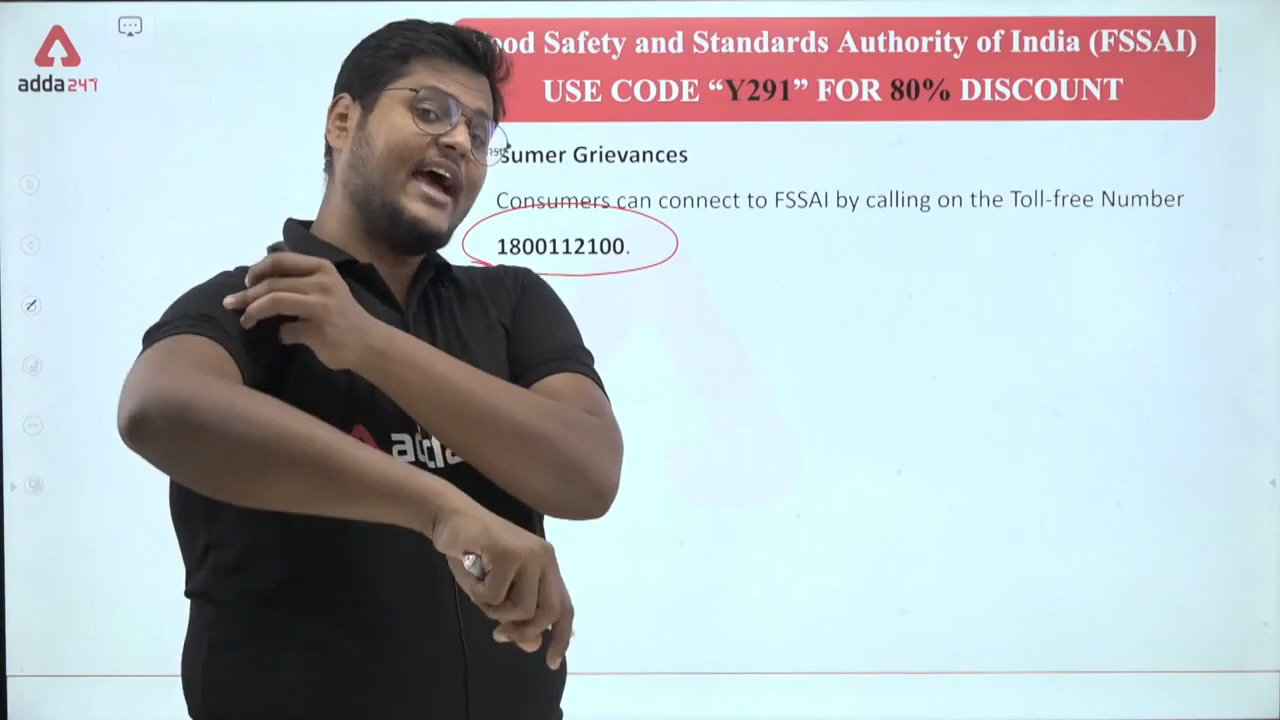 adda247
ood Safety and Standards Authority of India (FSSAI)
USE CODE “Y291” FOR 80% DISCOUNT
sumer Grievances
Consumers can connect to FSSAI by calling on the Toll-free Number
1800112100.
adda